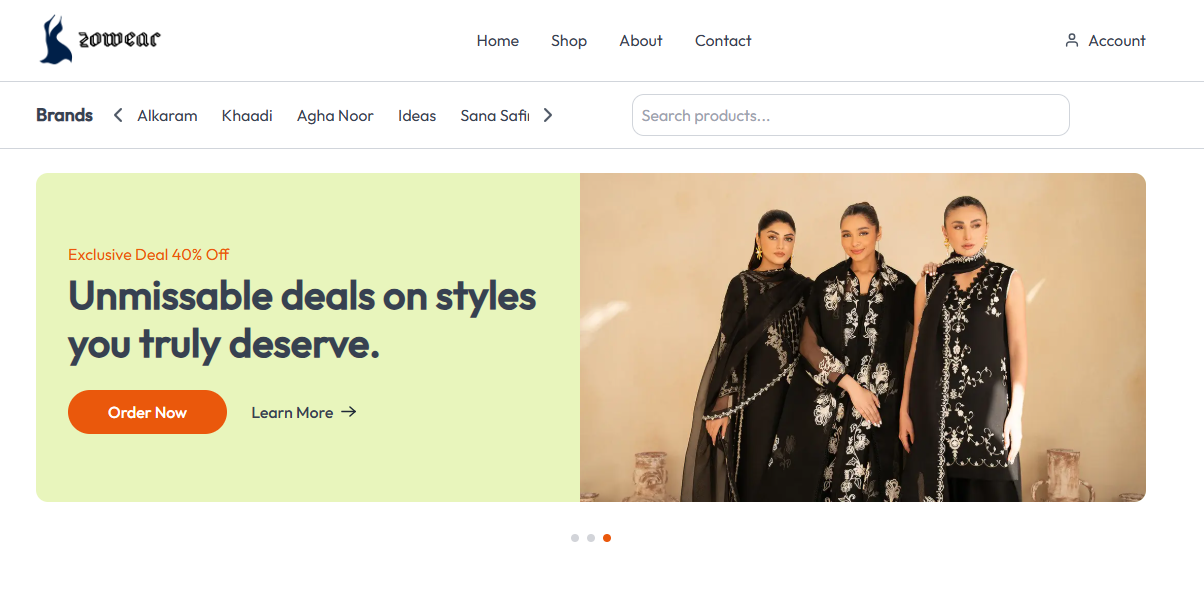 zowear
Home Shop About Contact
Account
Brands Alkaram Khaadi Agha Noor Ideas Sana Safi
Search products...
Exclusive Deal 40% Off
Unmissable deals on styles
you truly deserve.
Order Now Learn More →